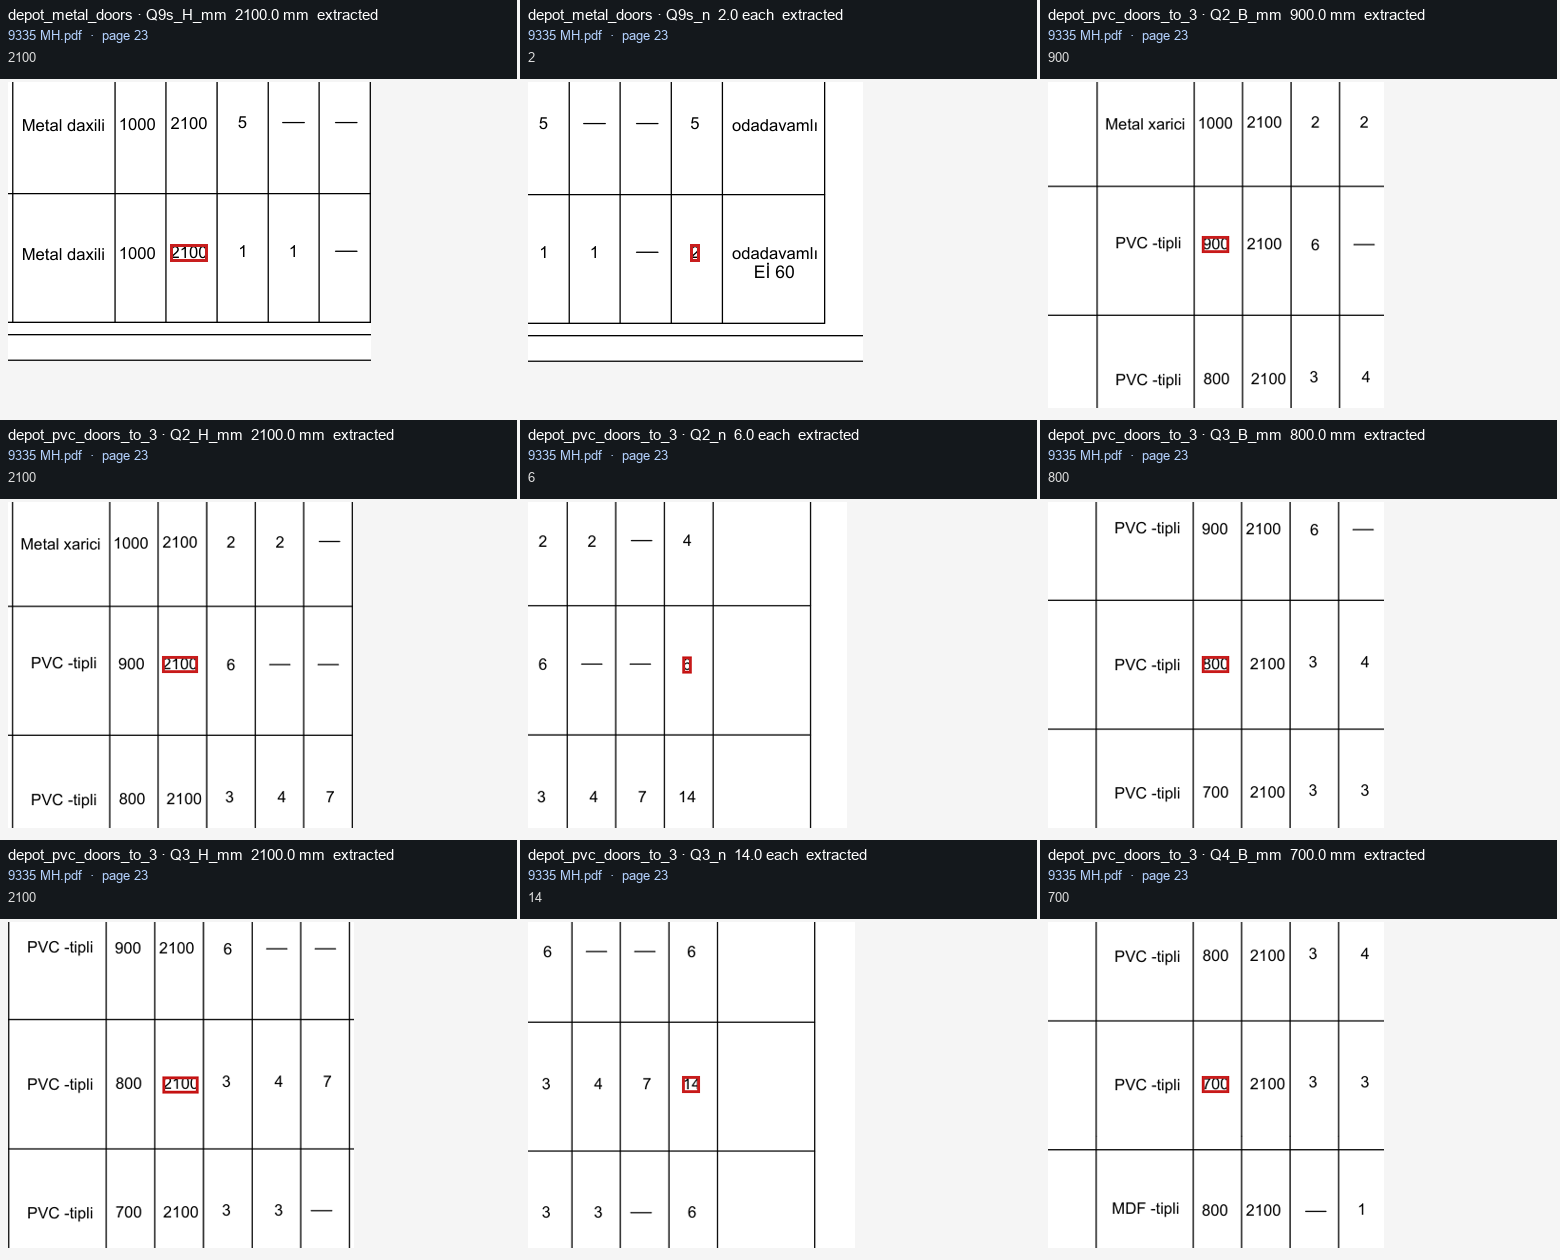 depot_metal_doors · Q9s_H_mm  2100.0 mm  extracted
9335 MH.pdf  ·  page 23
2100
Metal daxili 1000 2100 5 — —
Metal daxili 1000 2100 1 1 —
depot_metal_doors · Q9s_n  2.0 each  extracted
9335 MH.pdf  ·  page 23
2
5 — — 5 odadavamlı
1 1 — 2 odadavamlı
Eİ 60
depot_pvc_doors_to_3 · Q2_B_mm  900.0 mm  extracted
9335 MH.pdf  ·  page 23
900
Metal xarici 1000 2100 2 2
PVC -tipli 900 2100 6 —
PVC -tipli 800 2100 3 4
depot_pvc_doors_to_3 · Q2_H_mm  2100.0 mm  extracted
9335 MH.pdf  ·  page 23
2100
Metal xarici 1000 2100 2 2 —
PVC -tipli 900 2100 6 — —
PVC -tipli 800 2100 3 4 7
depot_pvc_doors_to_3 · Q2_n  6.0 each  extracted
9335 MH.pdf  ·  page 23
6
2 2 — 4
6 — — 6
3 4 7 14
depot_pvc_doors_to_3 · Q3_B_mm  800.0 mm  extracted
9335 MH.pdf  ·  page 23
800
PVC -tipli 900 2100 6 —
PVC -tipli 800 2100 3 4
PVC -tipli 700 2100 3 3
depot_pvc_doors_to_3 · Q3_H_mm  2100.0 mm  extracted
9335 MH.pdf  ·  page 23
2100
PVC -tipli 900 2100 6 — —
PVC -tipli 800 2100 3 4 7
PVC -tipli 700 2100 3 3 —
depot_pvc_doors_to_3 · Q3_n  14.0 each  extracted
9335 MH.pdf  ·  page 23
14
6 — — 6
3 4 7 14
3 3 — 6
depot_pvc_doors_to_3 · Q4_B_mm  700.0 mm  extracted
9335 MH.pdf  ·  page 23
700
PVC -tipli 800 2100 3 4
PVC -tipli 700 2100 3 3
MDF -tipli 800 2100 — 1